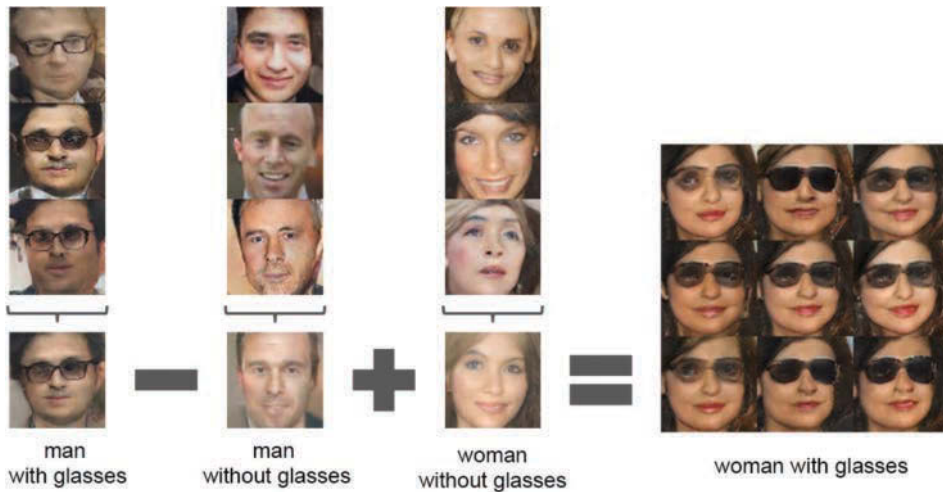 man
with glasses
man
without glasses
woman
without glasses
woman with glasses